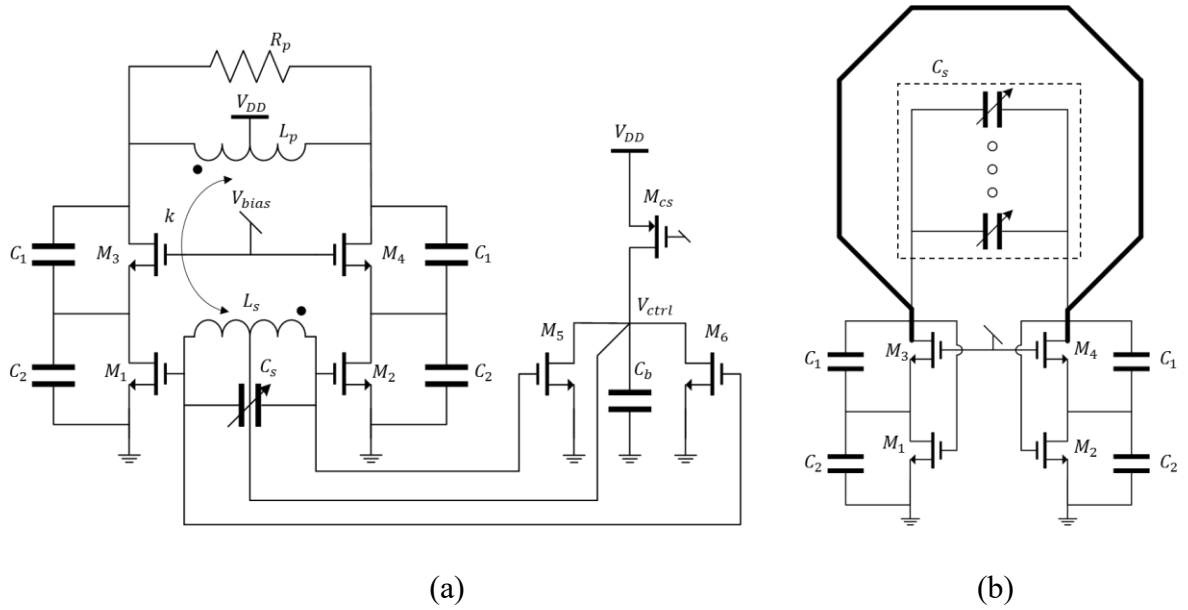 R_p
V_DD
L_p
k
V_bias
C_1
M_3
M_4
C_1
L_s
C_2
M_1
C_s
M_2
C_2
V_DD
M_cs
V_ctrl
M_5
M_6
C_b
(a)
C_s
C_1
M_3
M_4
C_1
C_2
M_1
M_2
C_2
(b)